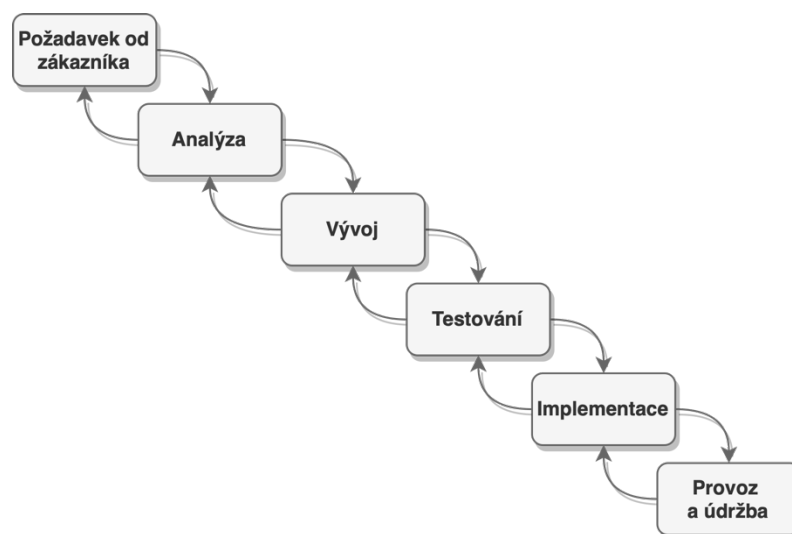 Požadavek od
zákazníka
Analýza
Vývoj
Testování
Implementace
Provoz
a údržba